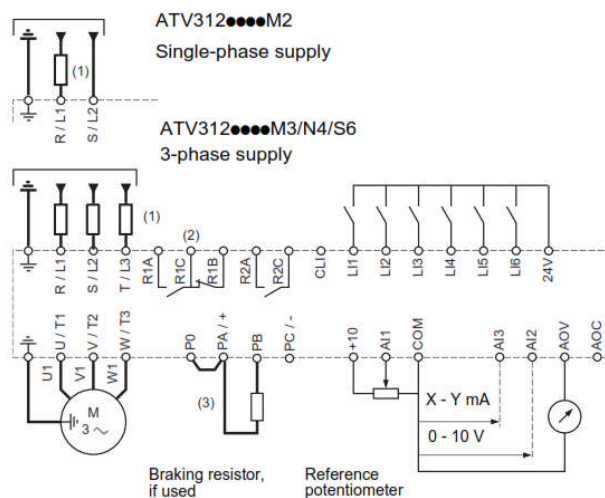 ATV312●●●●M2
Single-phase supply
(1)
R / L1
S / L2
ATV312●●●●M3/N4/S6
3-phase supply
(1)
(2)
R / L1
S / L2
T / L3
R1A
R1C
R1B
R2A
R2C
CLI
LI1
LI2
LI3
LI4
LI5
LI6
24V
U / T1
V / T2
W / T3
P0
PA / +
PB
PC / -
+10
AI1
COM
AI3
AI2
AOV
AOC
U1
V1
W1
M
3 ~
(3)
X - Y mA
0 - 10 V
Braking resistor,
if used
Reference
potentiometer